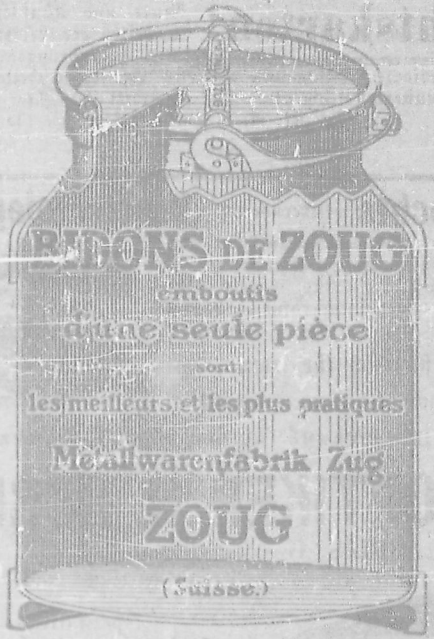 BIDONS DE ZOUG
emboutis
d'une seule pièce
sont
les meilleurs et les plus pratiques
Metallwarenfabrik Zug
ZOUG
(Suisse.)